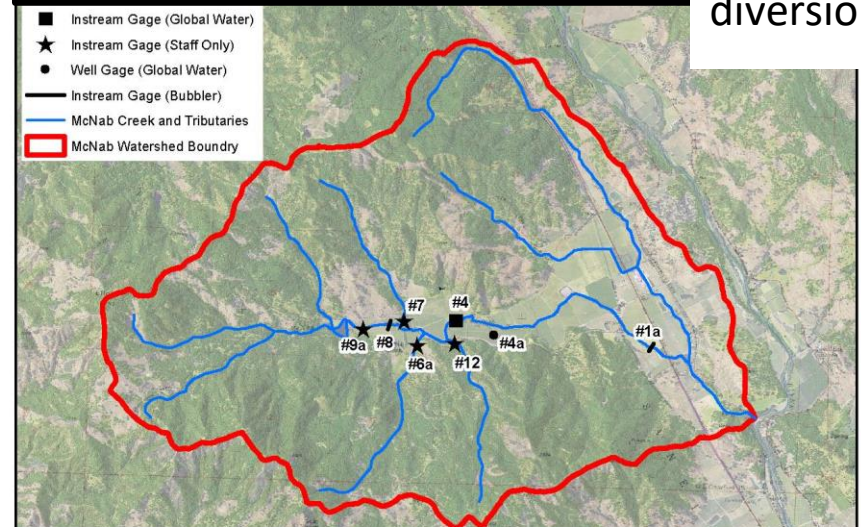 diversio
Instream Gage (Global Water)
Instream Gage (Staff Only)
Well Gage (Global Water)
Instream Gage (Bubbler)
McNab Creek and Tributaries
McNab Watershed Boundry
#7
#4
#9a
#8
#6a
#12
#4a
#1a